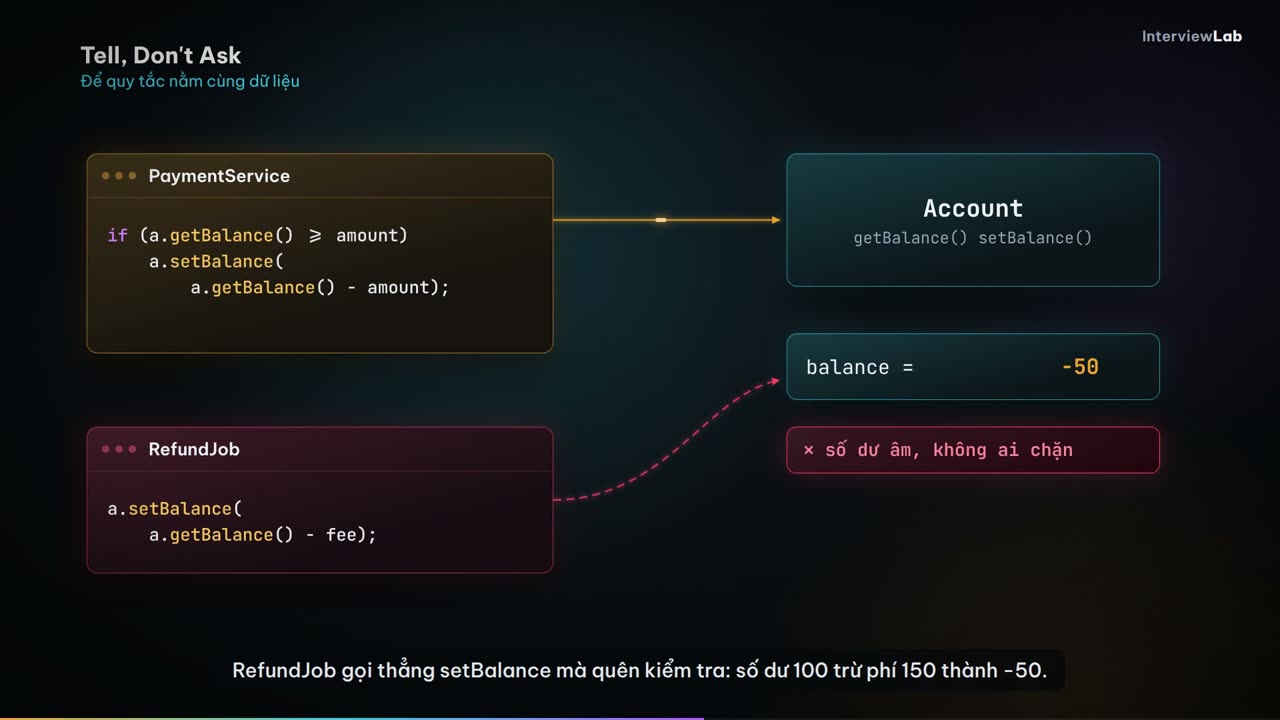 Tell, Don't Ask
Để quy tắc nằm cùng dữ liệu
InterviewLab
PaymentService
if (a.getBalance() >= amount)
a.setBalance(
a.getBalance() - amount);
Account
getBalance() setBalance()
balance = -50
× số dư âm, không ai chặn
RefundJob
a.setBalance(
a.getBalance() - fee);
RefundJob gọi thẳng setBalance mà quên kiểm tra: số dư 100 trừ phí 150 thành -50.